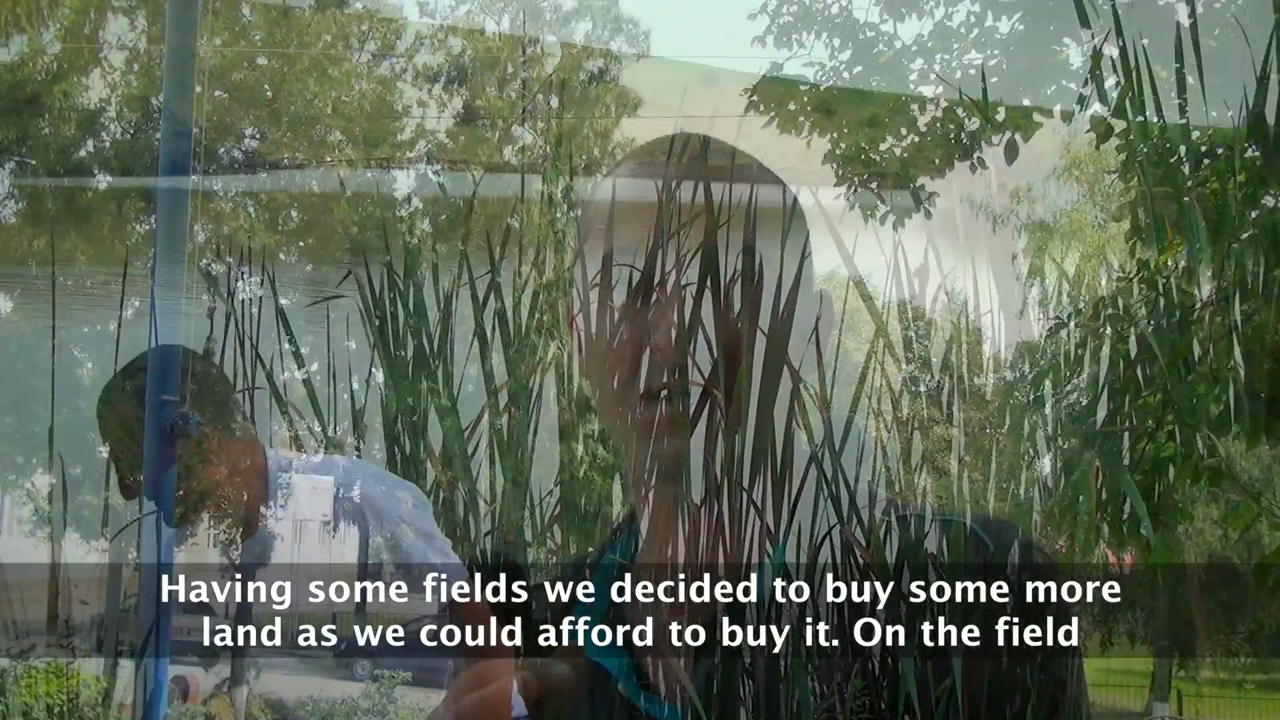 Having some fields we decided to buy some more
land as we could afford to buy it. On the field